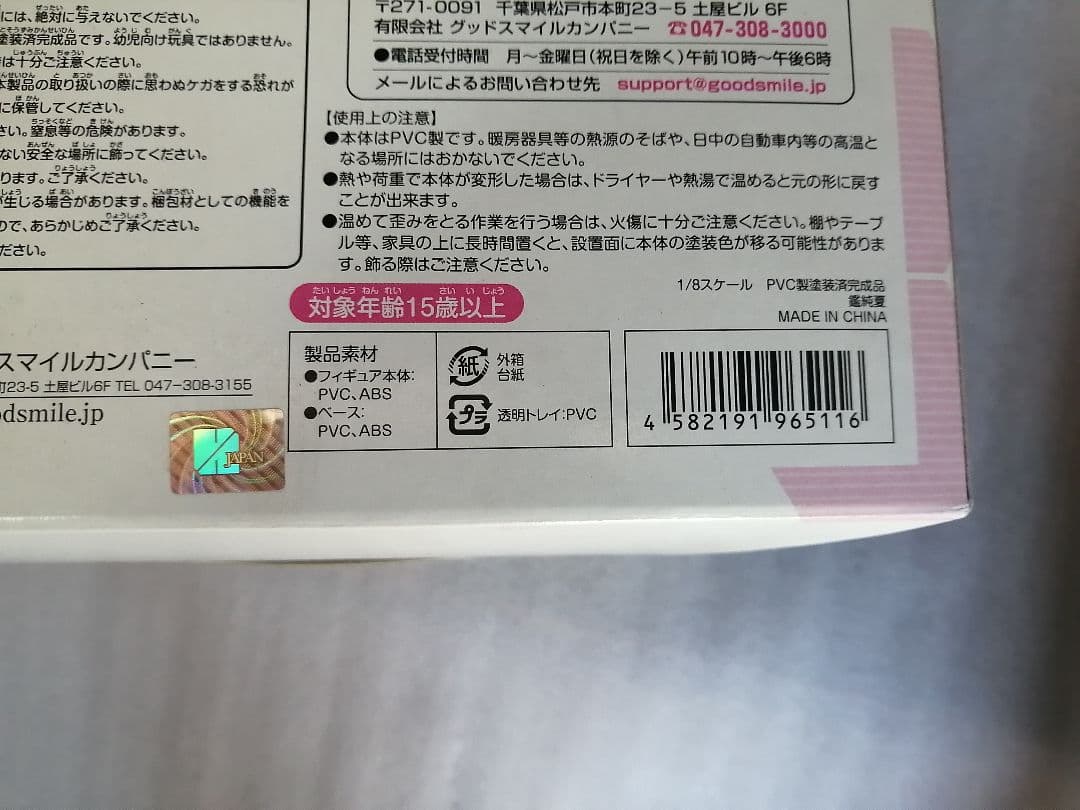 には、絶対に与えないでください。
塗装済完成品です。幼児向け玩具ではありません。
は十分ご注意ください。
本製品の取り扱いの際に思わぬケガをする恐れが
に保管してください。
さい。窒息等の危険があります。
ない安全な場所に飾ってください。
ります。ご了承ください。
が生じる場合があります。梱包材としての機能を
ので、あらかじめご了承ください。
ださい。
〒271-0091 千葉県松戸市本町23-5 土屋ビル 6F
有限会社 グッドスマイルカンパニー ☎047-308-3000
●電話受付時間 月〜金曜日(祝日を除く)午前10時〜午後6時
メールによるお問い合わせ先 support@goodsmile.jp
【使用上の注意】
●本体はPVC製です。暖房器具等の熱源のそばや、日中の自動車内等の高温と
なる場所にはおかないでください。
●熱や荷重で本体が変形した場合は、ドライヤーや熱湯で温めると元の形に戻す
ことが出来ます。
●温めて歪みをとる作業を行う場合は、火傷に十分ご注意ください。棚やテーブ
ル等、家具の上に長時間置くと、設置面に本体の塗装色が移る可能性がありま
す。飾る際はご注意ください。
たいしょうねんれい さいいじょう
対象年齢15歳以上
1/8スケール PVC製塗装済完成品
鑑純夏
MADE IN CHINA
スマイルカンパニー
町23-5 土屋ビル6F TEL 047-308-3155
odsmile.jp
JAPAN
製品素材
●フィギュア本体:
PVC、ABS
●ベース:
PVC、ABS
紙 外箱
台紙
プラ 透明トレイ:PVC
4 582191 965116